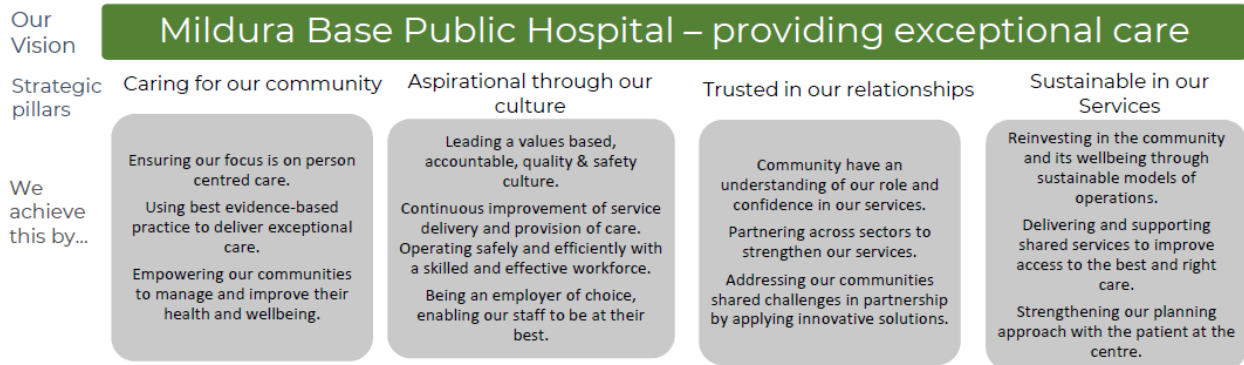 Our
Vision
Mildura Base Public Hospital – providing exceptional care
Strategic
pillars
Caring for our community
Aspirational through our
culture
Trusted in our relationships
Sustainable in our
Services
We
achieve
this by...
Ensuring our focus is on person
centred care.
Using best evidence-based
practice to deliver exceptional
care.
Empowering our communities
to manage and improve their
health and wellbeing.
Leading a values based,
accountable, quality & safety
culture.
Continuous improvement of service
delivery and provision of care.
Operating safely and efficiently with
a skilled and effective workforce.
Being an employer of choice,
enabling our staff to be at their
best.
Community have an
understanding of our role and
confidence in our services.
Partnering across sectors to
strengthen our services.
Addressing our communities
shared challenges in partnership
by applying innovative solutions.
Reinvesting in the community
and its wellbeing through
sustainable models of
operations.
Delivering and supporting
shared services to improve
access to the best and right
care.
Strengthening our planning
approach with the patient at the
centre.